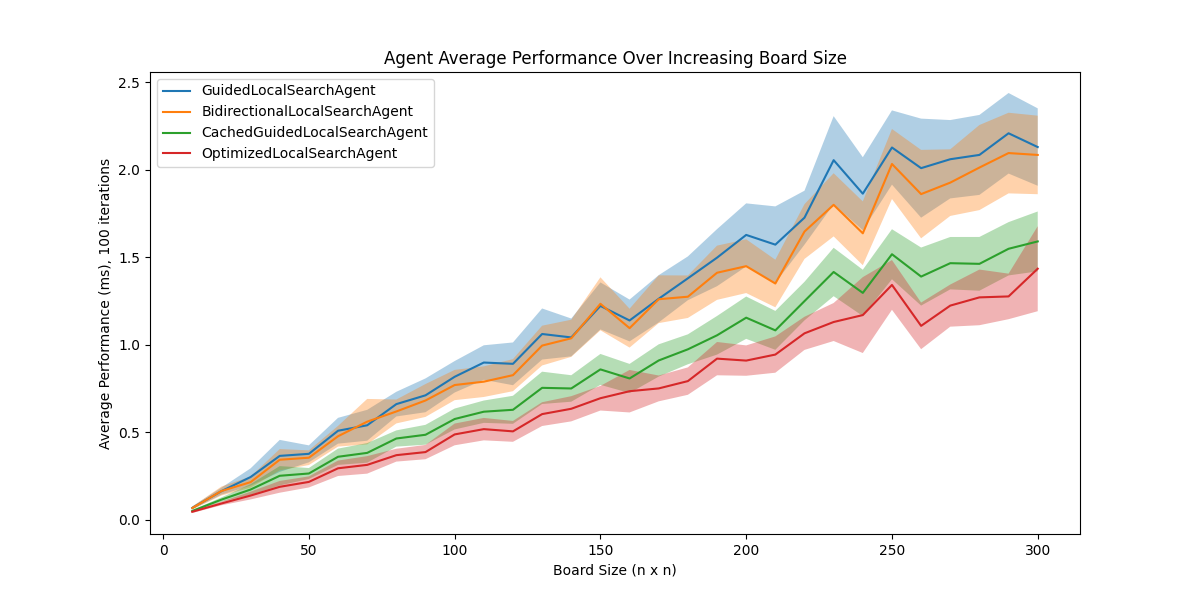 Agent Average Performance Over Increasing Board Size
GuidedLocalSearchAgent
BidirectionalLocalSearchAgent
CachedGuidedLocalSearchAgent
OptimizedLocalSearchAgent
Average Performance (ms), 100 iterations
2.5
2.0
1.5
1.0
0.5
0.0
0 50 100 150 200 250 300
Board Size (n x n)